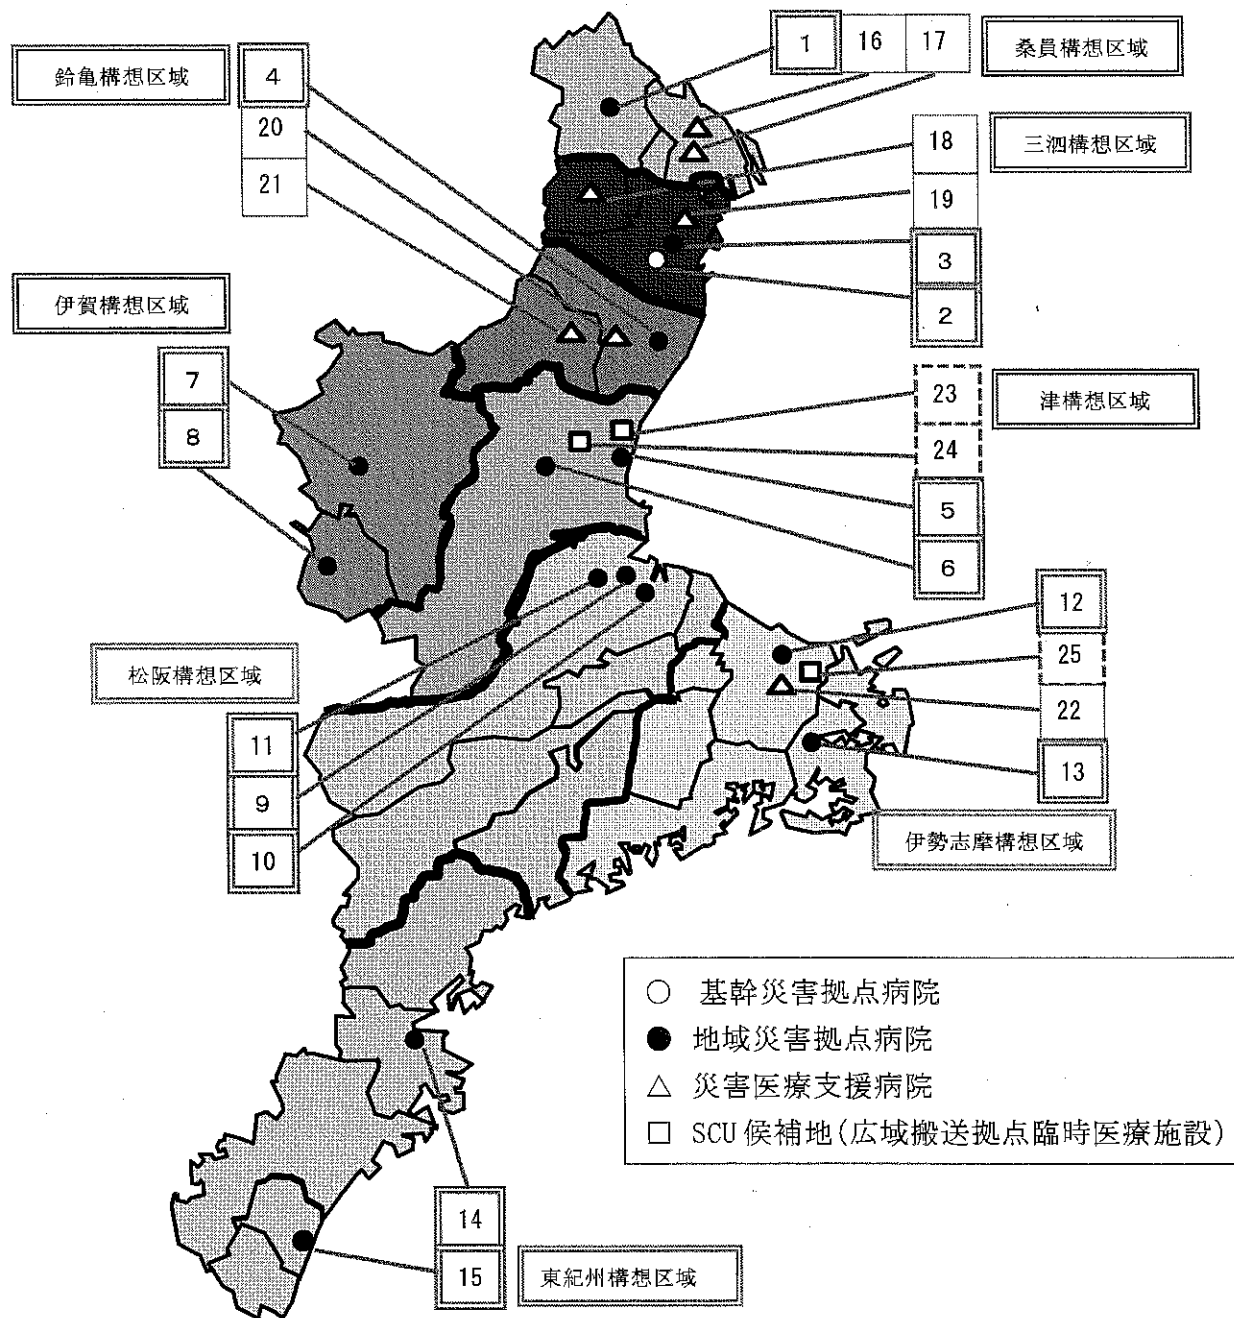 1 16 17 桑員構想区域
鈴亀構想区域 4
20
21
18 三泗構想区域
19
3
2
伊賀構想区域
7
8
23 津構想区域
24
5
6
12
25
22
13
松阪構想区域
11
9
10
伊勢志摩構想区域
○ 基幹災害拠点病院
● 地域災害拠点病院
△ 災害医療支援病院
□ SCU候補地(広域搬送拠点臨時医療施設)
14
15 東紀州構想区域